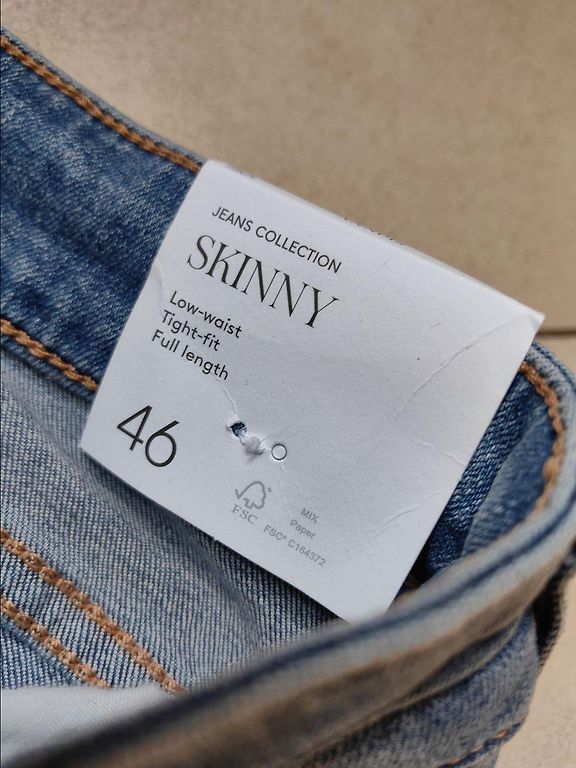 JEANS COLLECTION
SKINNY
Low-waist
Tight-fit
Full length
46
FSC
MIX
Paper
FSC® C164372